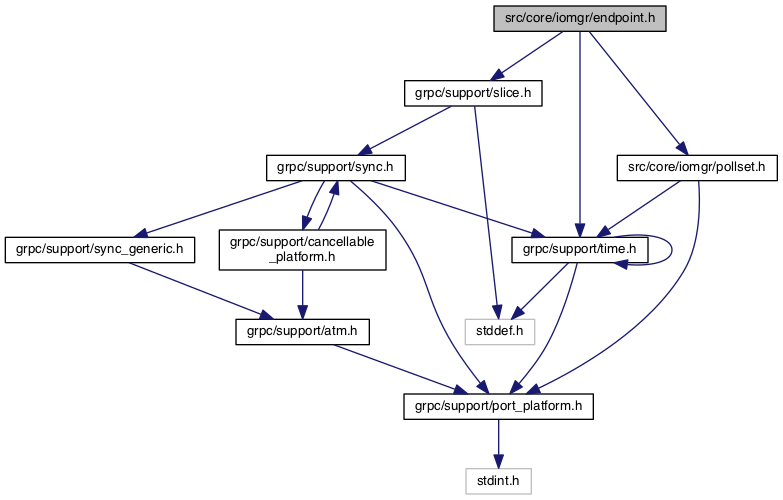 src/core/iomgr/endpoint.h
grpc/support/slice.h
grpc/support/sync.h
src/core/iomgr/pollset.h
grpc/support/sync_generic.h
grpc/support/cancellable
_platform.h
grpc/support/time.h
grpc/support/atm.h
stddef.h
grpc/support/port_platform.h
stdint.h